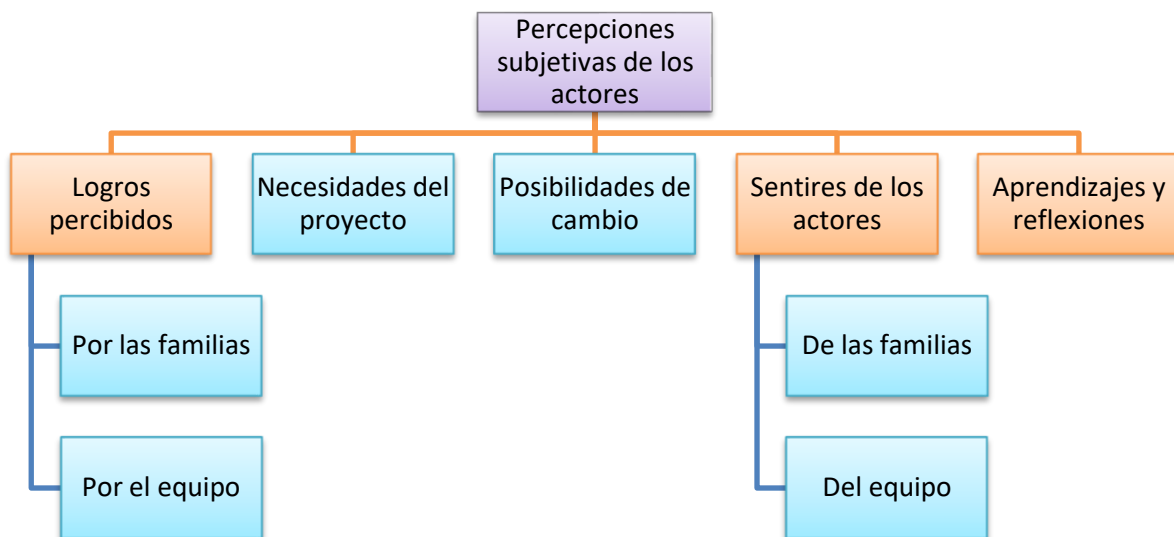 Percepciones
subjetivas de los
actores
Logros
percibidos
Necesidades del
proyecto
Posibilidades de
cambio
Sentires de los
actores
Aprendizajes y
reflexiones
Por las familias
De las familias
Por el equipo
Del equipo